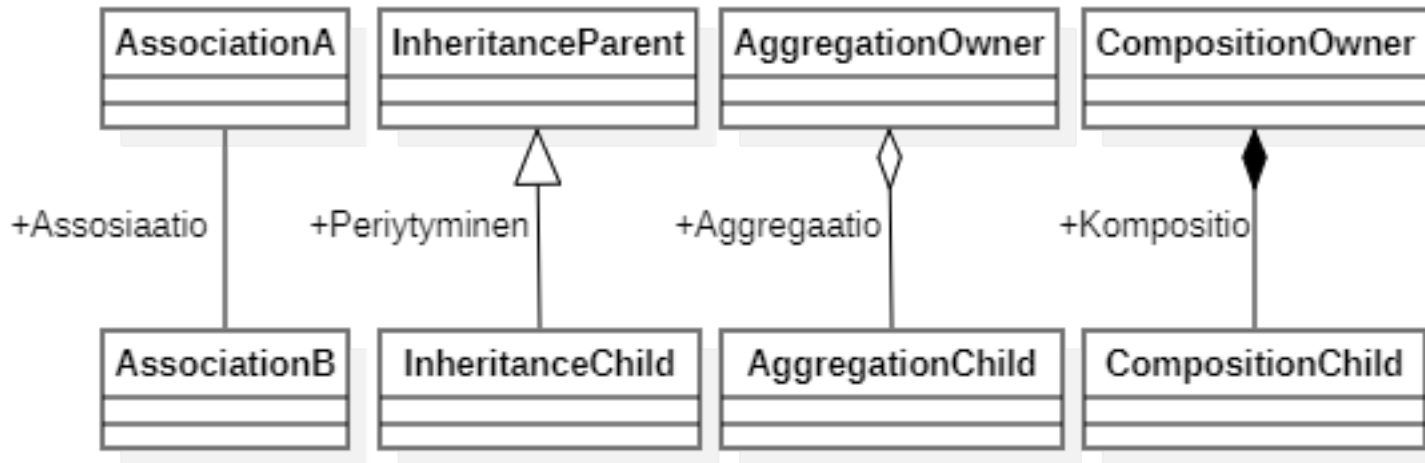 AssociationA InheritanceParent AggregationOwner CompositionOwner
+Assosiaatio +Periytyminen +Aggregaatio +Kompositio
AssociationB InheritanceChild AggregationChild CompositionChild